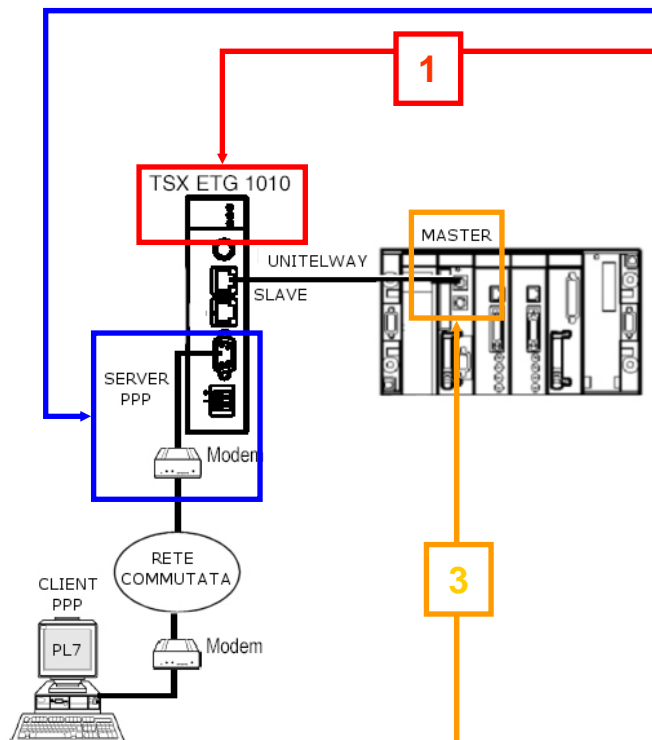 1
TSX ETG 1010
MASTER
UNITELWAY
SLAVE
SERVER
PPP
Modem
RETE
COMMUTATA
3
CLIENT
PPP
PL7
Modem